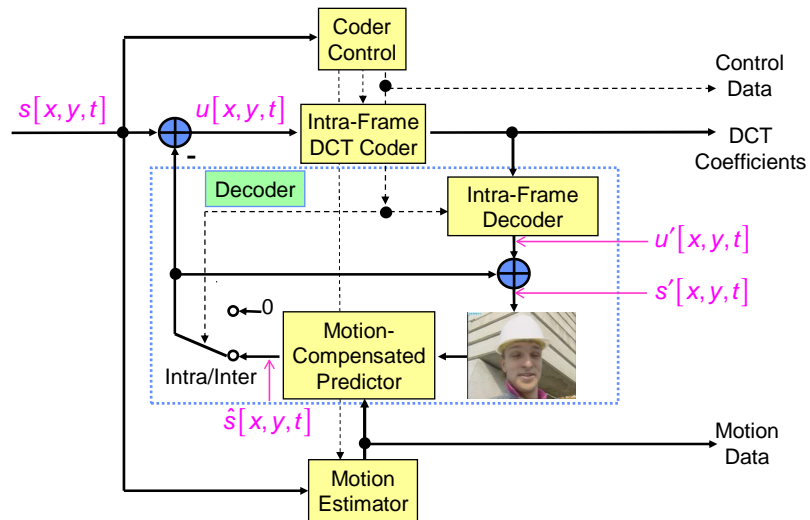 Coder
Control
Control
Data
s[x,y,t]
u[x,y,t]
Intra-Frame
DCT Coder
DCT
Coefficients
-
Decoder
Intra-Frame
Decoder
u′[x,y,t]
s′[x,y,t]
0
Motion-
Compensated
Predictor
Intra/Inter
ŝ[x,y,t]
Motion
Data
Motion
Estimator